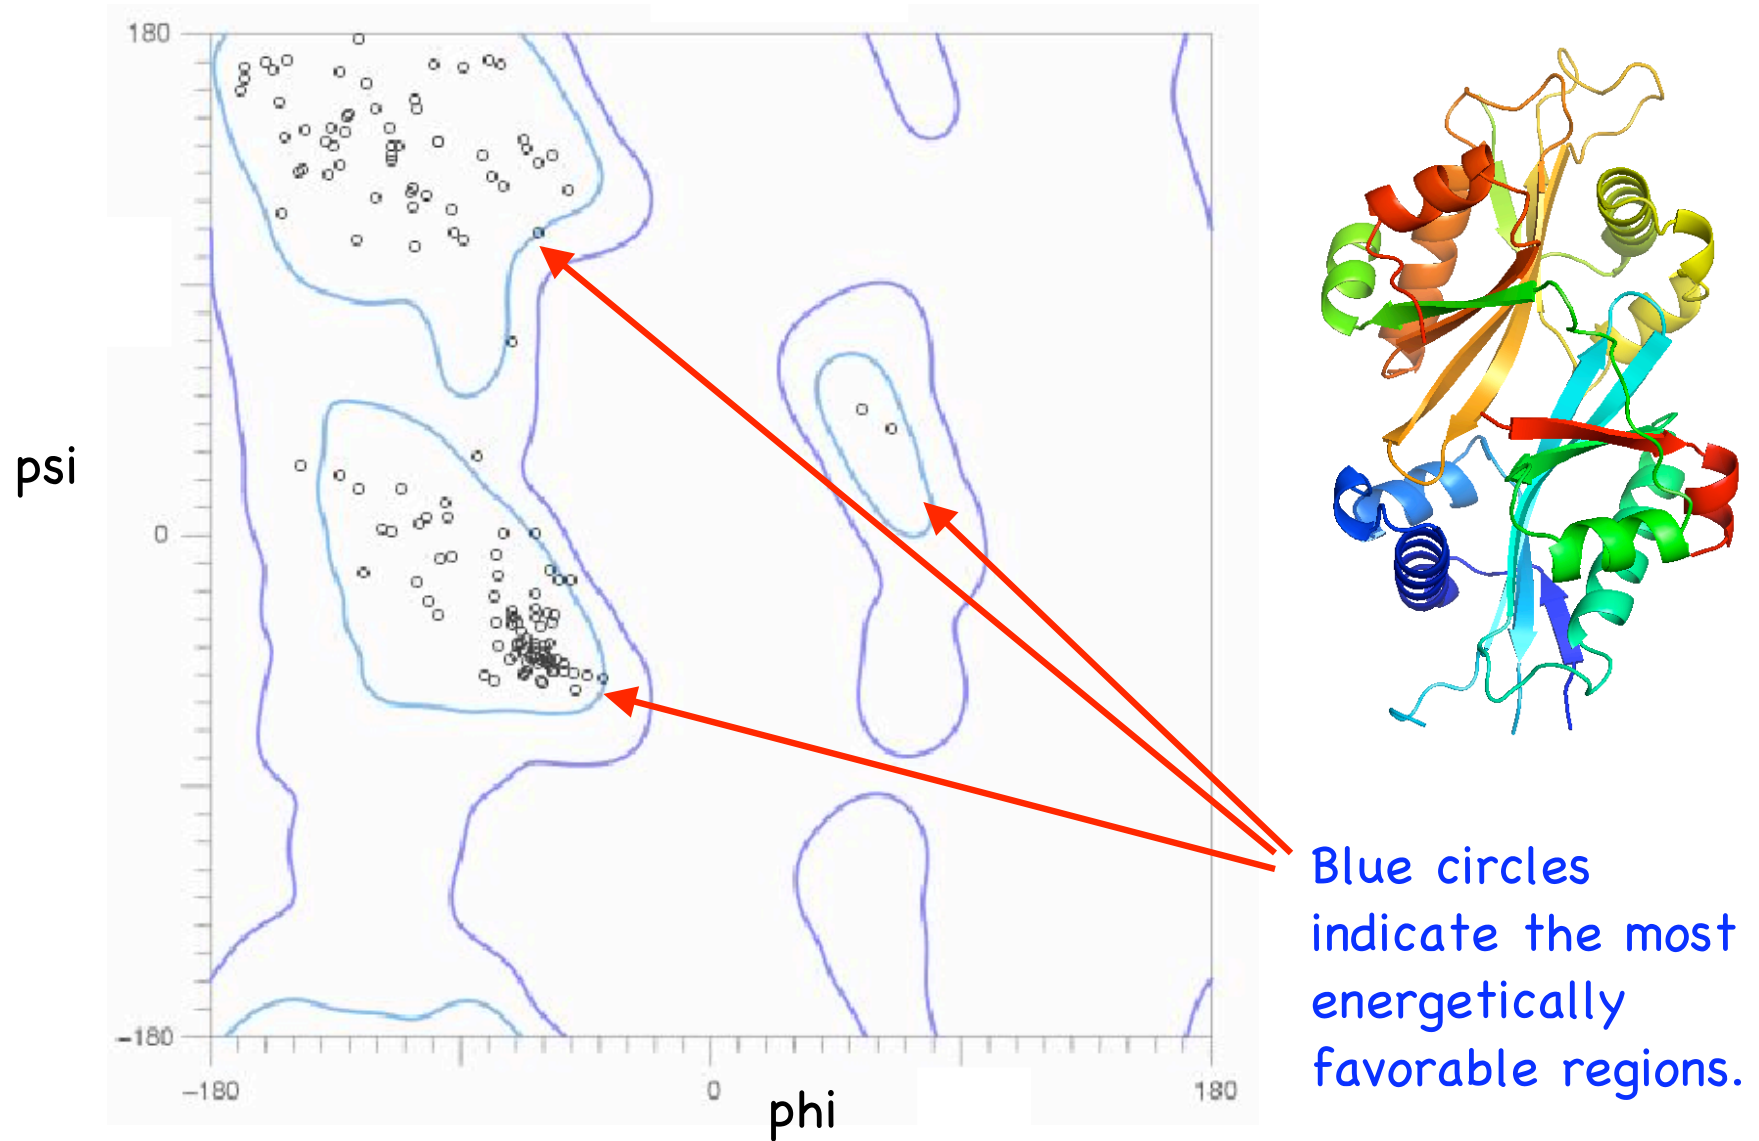 180
psi
0
-180
-180
0
180
phi
Blue circles
indicate the most
energetically
favorable regions.